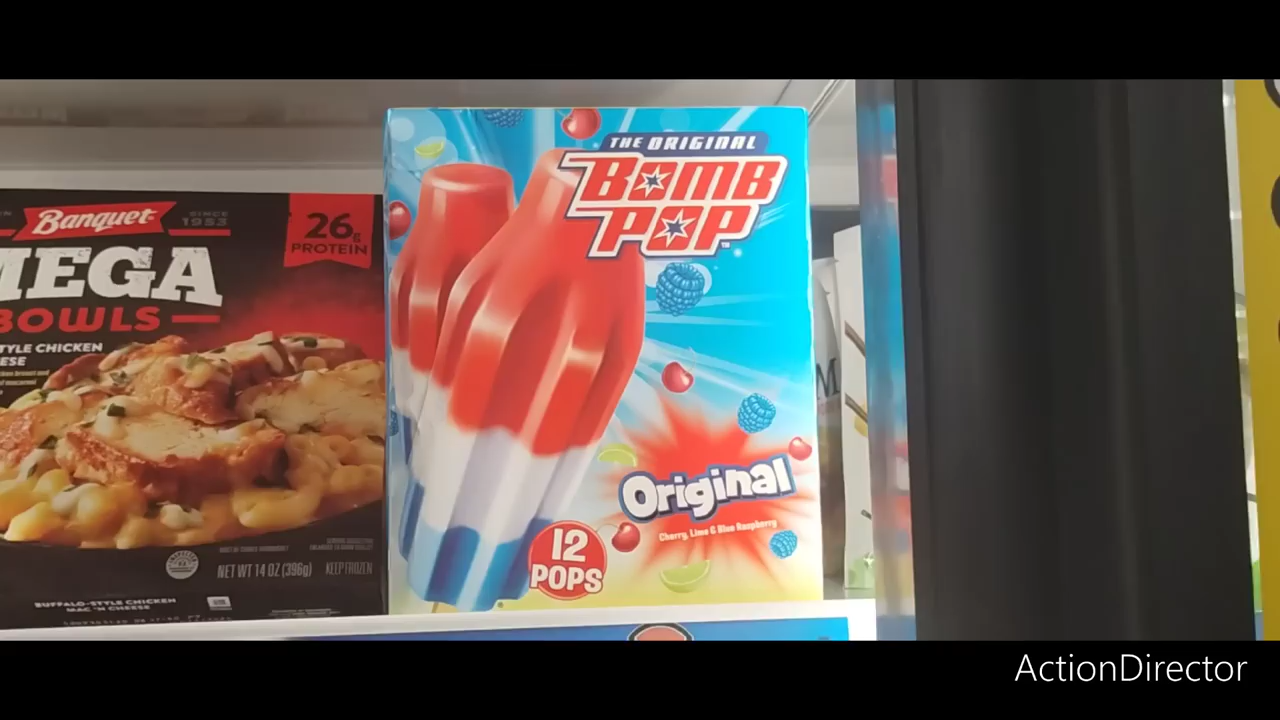 Banquet
SINCE
1953
26g
PROTEIN
MEGA
BOWLS
STYLE CHICKEN
NET WT 14 OZ (396g)
KEEP FROZEN
BUFFALO-STYLE CHICKEN
MAC 'N CHEESE
THE ORIGINAL
BOMB
POP
TM
Original
Cherry, Lime & Blue Raspberry
12
POPS
M
ActionDirector